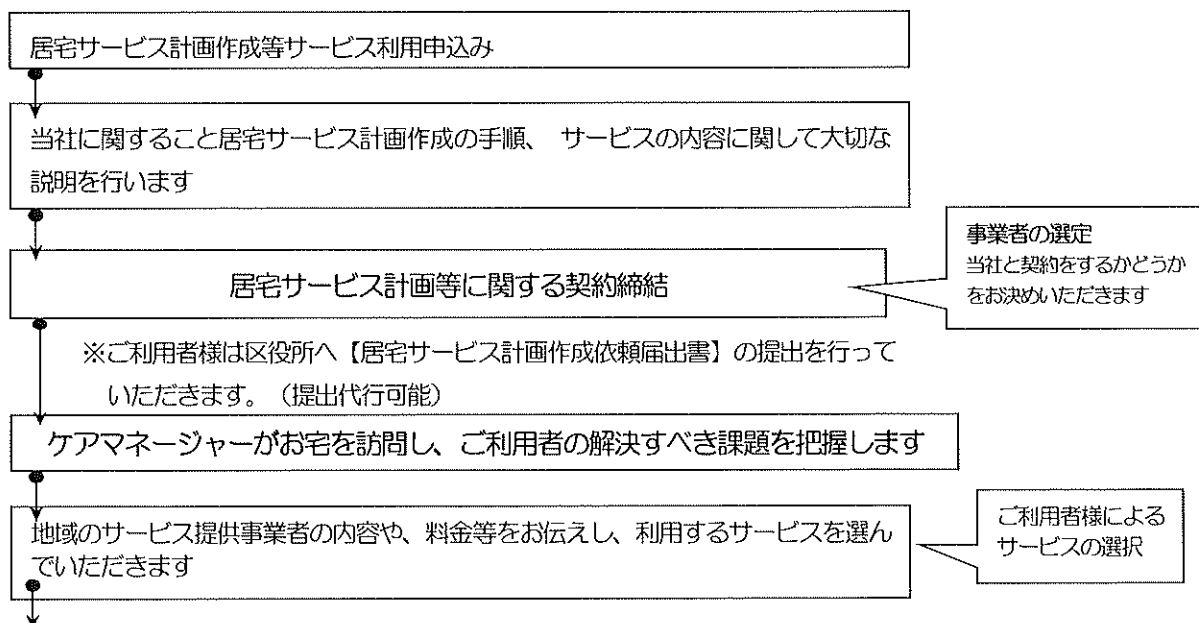 居宅サービス計画作成等サービス利用申込み
当社に関すること居宅サービス計画作成の手順、 サービスの内容に関して大切な
説明を行います
事業者の選定
当社と契約をするかどうか
をお決めいただきます
居宅サービス計画等に関する契約締結
※ご利用者様は区役所へ【居宅サービス計画作成依頼届出書】の提出を行って
いただきます。（提出代行可能）
ケアマネージャーがお宅を訪問し、ご利用者の解決すべき課題を把握します
地域のサービス提供事業者の内容や、料金等をお伝えし、利用するサービスを選ん
でいただきます
ご利用者様による
サービスの選択